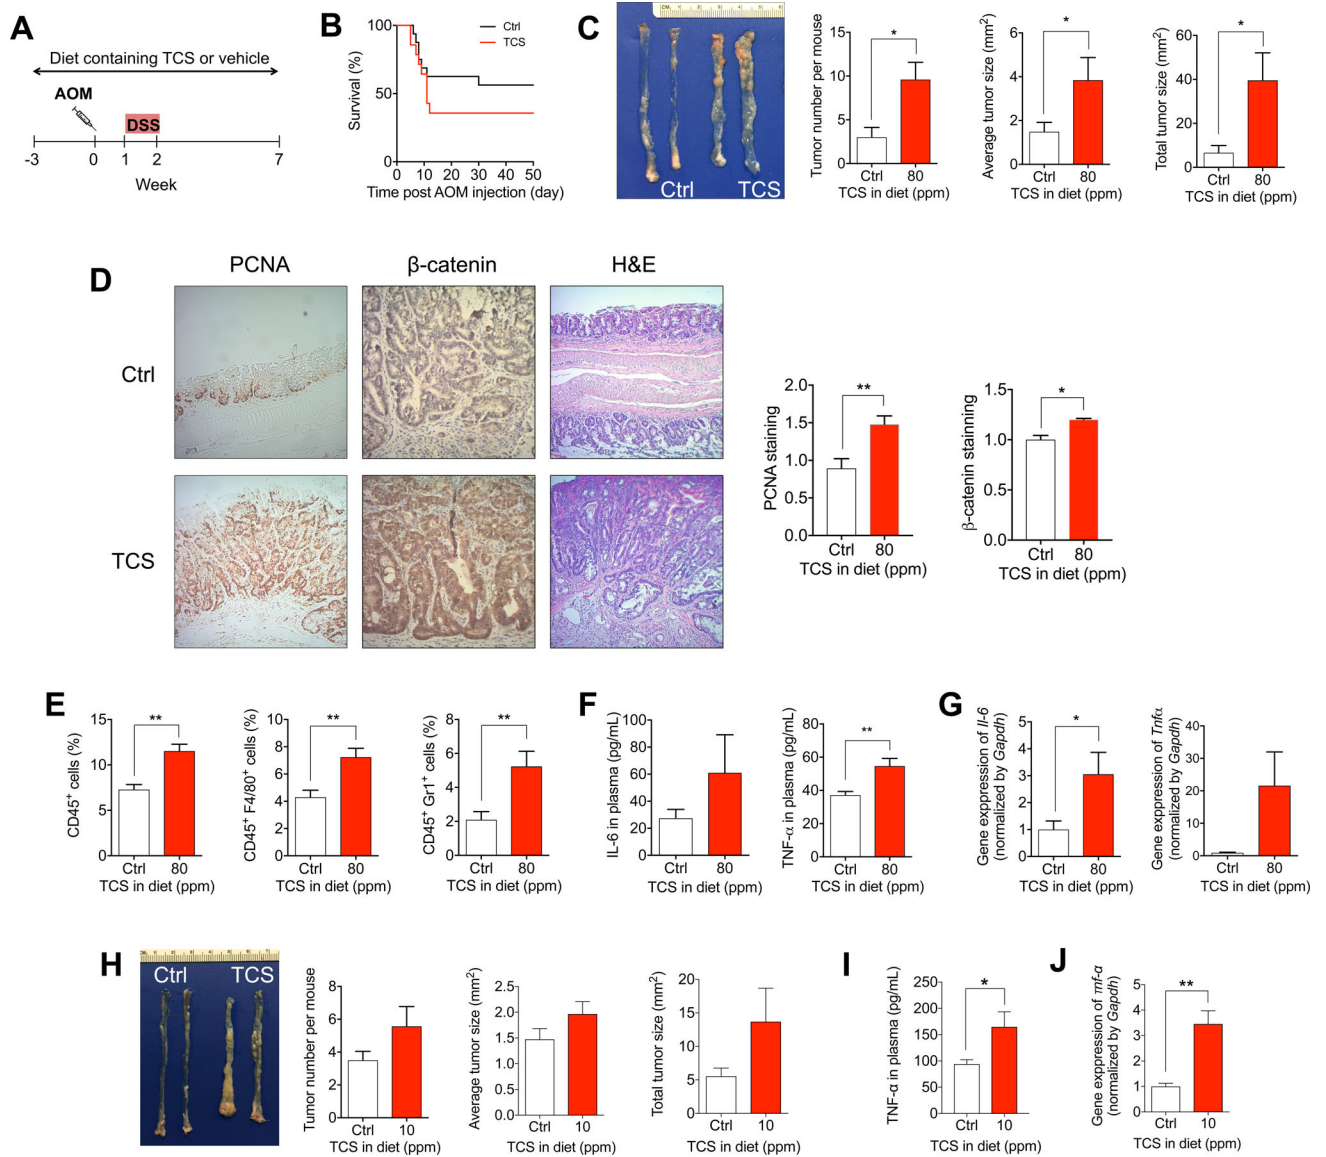 A
Diet containing TCS or vehicle
AOM
DSS
-3 0 1 2 7
Week
B
Survival (%)
100
50
0
0 10 20 30 40 50
Time post AOM injection (day)
Ctrl
TCS
C
CM 1 2 3 4 5 6
Ctrl TCS
Tumor number per mouse
15
10
5
0
*
Ctrl 80
TCS in diet (ppm)
Average tumor size (mm²)
6
4
2
0
*
Ctrl 80
TCS in diet (ppm)
Total tumor size (mm²)
60
40
20
0
*
Ctrl 80
TCS in diet (ppm)
D
PCNA β-catenin H&E
Ctrl
TCS
PCNA staining
2.0
1.5
1.0
0.5
0.0
**
Ctrl 80
TCS in diet (ppm)
β-catenin stainning
1.5
1.0
0.5
0.0
*
Ctrl 80
TCS in diet (ppm)
E
CD45⁺ cells (%)
15
10
5
0
**
Ctrl 80
TCS in diet (ppm)
CD45⁺ F4/80⁺ cells (%)
10
8
6
4
2
0
**
Ctrl 80
TCS in diet (ppm)
CD45⁺ Gr1⁺ cells (%)
8
6
4
2
0
**
Ctrl 80
TCS in diet (ppm)
F
IL-6 in plasma (pg/mL)
100
80
60
40
20
0
Ctrl 80
TCS in diet (ppm)
TNF-α in plasma (pg/mL)
80
60
40
20
0
**
Ctrl 80
TCS in diet (ppm)
G
Gene exppression of Il-6
(normalized by Gapdh)
5
4
3
2
1
0
*
Ctrl 80
TCS in diet (ppm)
Gene expression of Tnfα
(normalized by Gapdh)
40
30
20
10
0
Ctrl 80
TCS in diet (ppm)
H
1 2 3 4 5 6 7
Ctrl TCS
Tumor number per mouse
8
6
4
2
0
Ctrl 10
TCS in diet (ppm)
Average tumor size (mm²)
2.5
2.0
1.5
1.0
0.5
0.0
Ctrl 10
TCS in diet (ppm)
Total tumor size (mm²)
20
15
10
5
0
Ctrl 10
TCS in diet (ppm)
I
TNF-α in plasma (pg/mL)
250
200
150
100
50
0
*
Ctrl 10
TCS in diet (ppm)
J
Gene exppression of Tnf-α
(normalized by Gapdh)
5
4
3
2
1
0
**
Ctrl 10
TCS in diet (ppm)